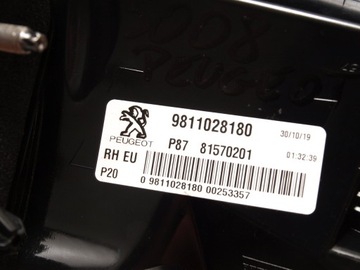 9811028180
30/10/19
PEUGEOT
P87 81570201
01:32:39
RH EU
P20
0 9811028180 00253357